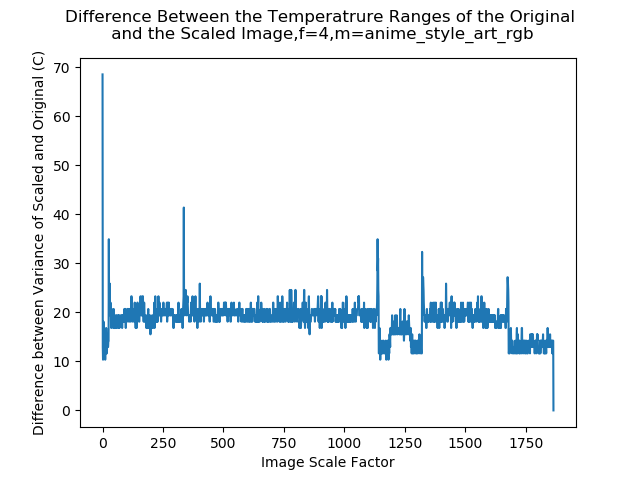 Difference Between the Temperatrure Ranges of the Original
and the Scaled Image,f=4,m=anime_style_art_rgb
Difference between Variance of Scaled and Original (C)
70
60
50
40
30
20
10
0
0 250 500 750 1000 1250 1500 1750
Image Scale Factor